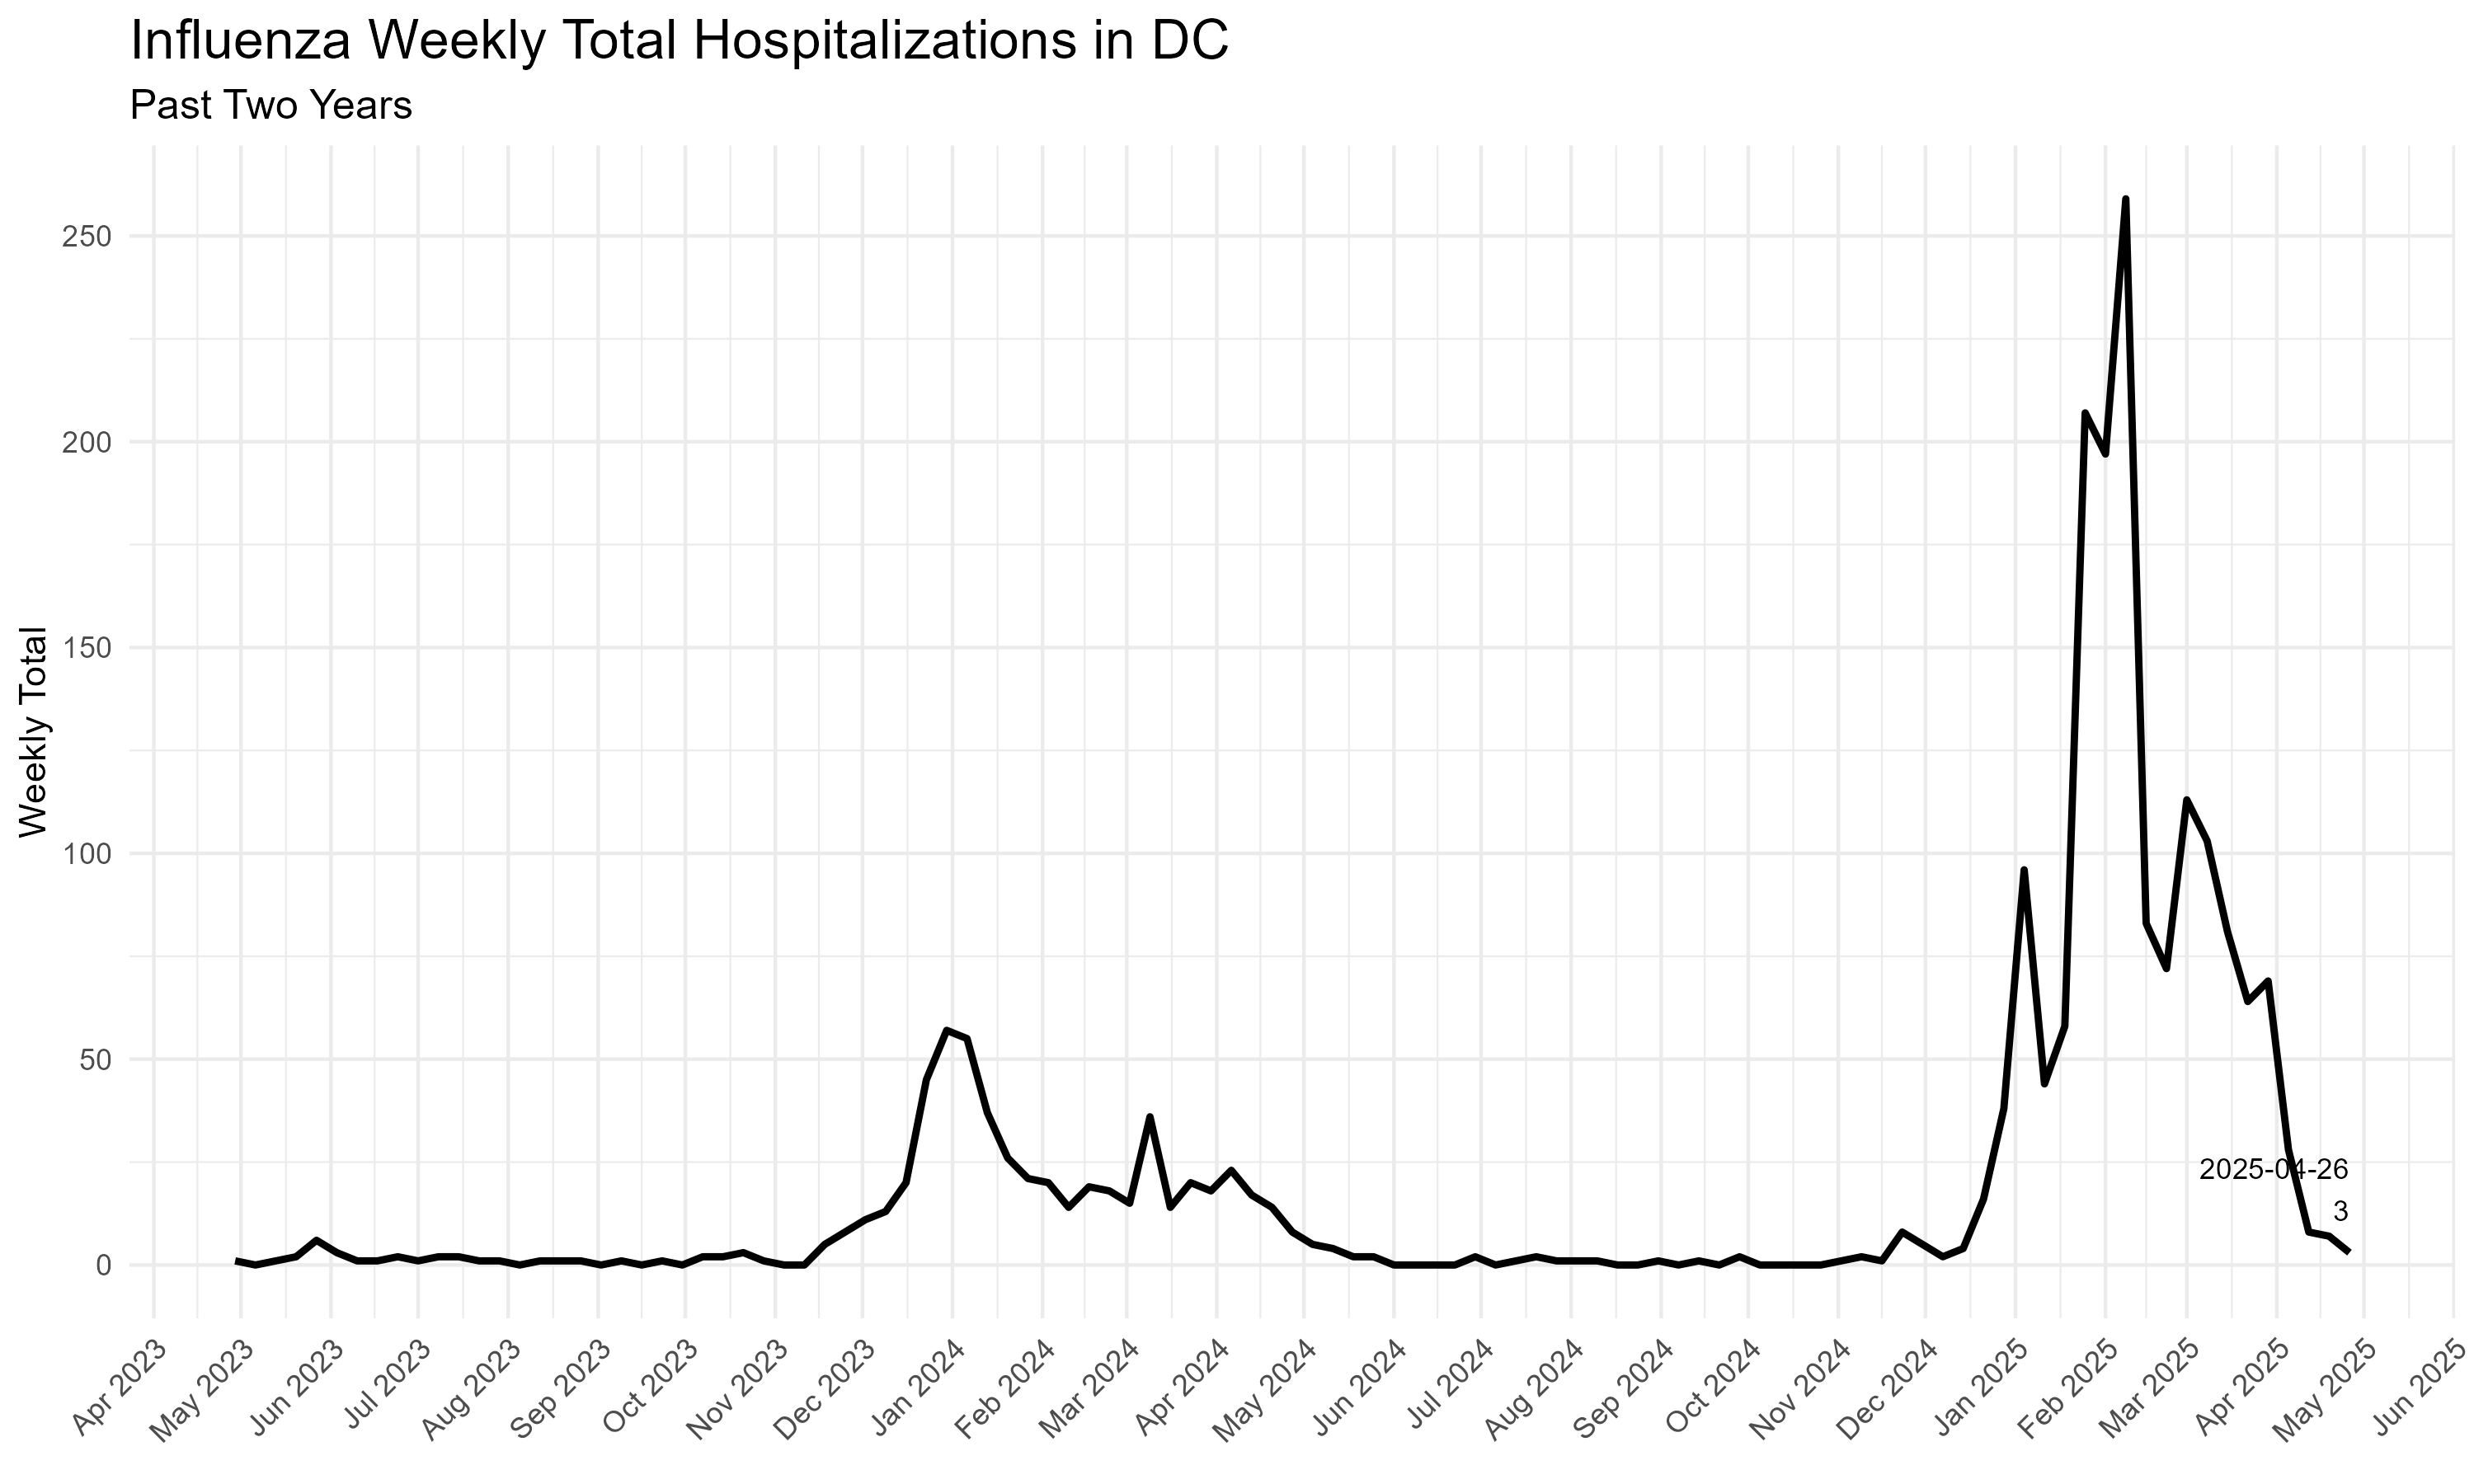 Influenza Weekly Total Hospitalizations in DC
Past Two Years
Weekly Total
250
200
150
100
50
0
2025-04-26
3
Apr 2023
May 2023
Jun 2023
Jul 2023
Aug 2023
Sep 2023
Oct 2023
Nov 2023
Dec 2023
Jan 2024
Feb 2024
Mar 2024
Apr 2024
May 2024
Jun 2024
Jul 2024
Aug 2024
Sep 2024
Oct 2024
Nov 2024
Dec 2024
Jan 2025
Feb 2025
Mar 2025
Apr 2025
May 2025
Jun 2025